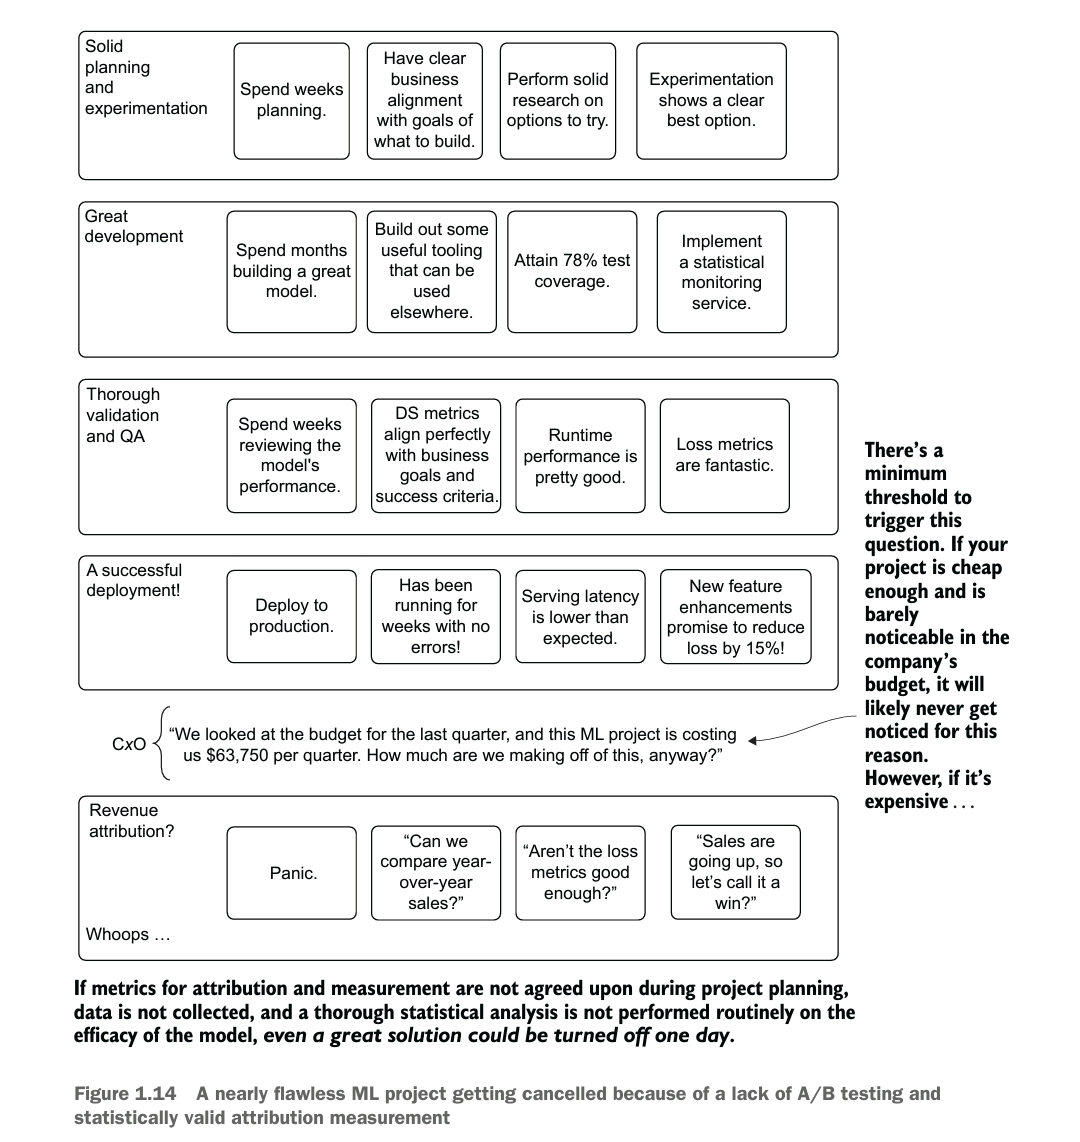 Solid
planning
and
experimentation
Spend weeks
planning.
Have clear
business
alignment
with goals of
what to build.
Perform solid
research on
options to try.
Experimentation
shows a clear
best option.
Great
development
Spend months
building a great
model.
Build out some
useful tooling
that can be
used
elsewhere.
Attain 78% test
coverage.
Implement
a statistical
monitoring
service.
Thorough
validation
and QA
Spend weeks
reviewing the
model's
performance.
DS metrics
align perfectly
with business
goals and
success criteria.
Runtime
performance is
pretty good.
Loss metrics
are fantastic.
A successful
deployment!
Deploy to
production.
Has been
running for
weeks with no
errors!
Serving latency
is lower than
expected.
New feature
enhancements
promise to reduce
loss by 15%!
CxO
“We looked at the budget for the last quarter, and this ML project is costing
us $63,750 per quarter. How much are we making off of this, anyway?”
There’s a
minimum
threshold to
trigger this
question. If your
project is cheap
enough and is
barely
noticeable in the
company’s
budget, it will
likely never get
noticed for this
reason.
However, if it’s
expensive ...
Revenue
attribution?
Whoops ...
Panic.
“Can we
compare year-
over-year
sales?”
“Aren’t the loss
metrics good
enough?”
“Sales are
going up, so
let’s call it a
win?”
If metrics for attribution and measurement are not agreed upon during project planning,
data is not collected, and a thorough statistical analysis is not performed routinely on the
efficacy of the model, even a great solution could be turned off one day.
Figure 1.14 A nearly flawless ML project getting cancelled because of a lack of A/B testing and
statistically valid attribution measurement